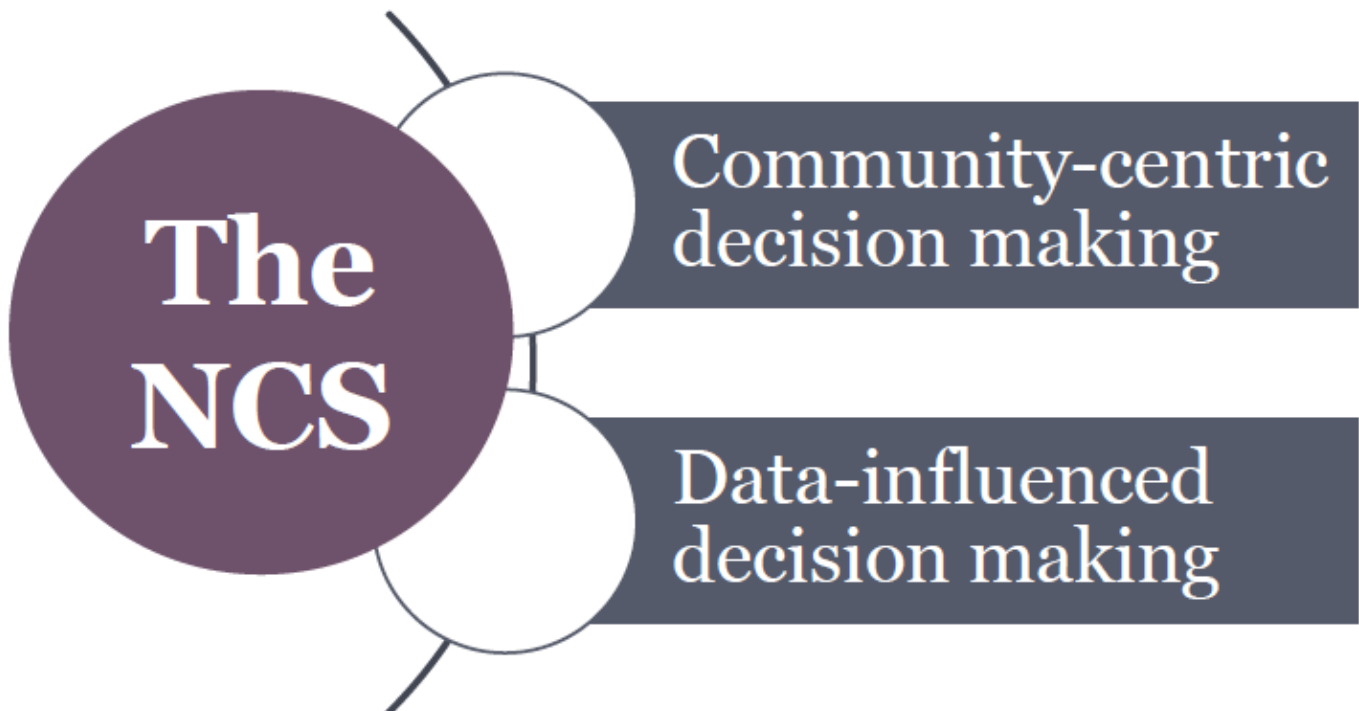 The
NCS
Community-centric
decision making
Data-influenced
decision making